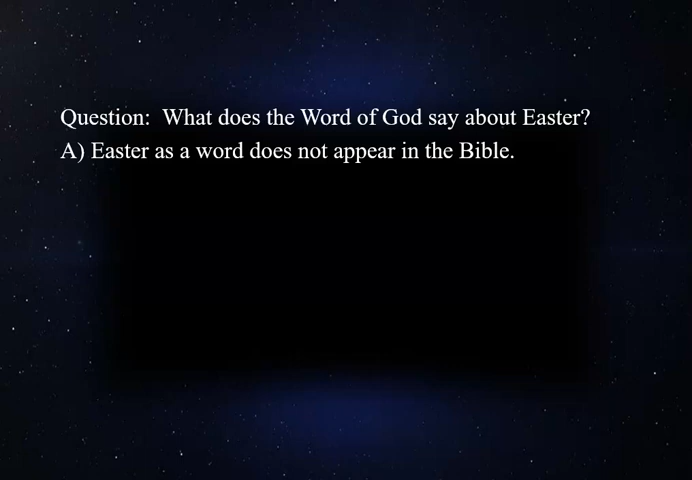 Question:  What does the Word of God say about Easter?
A) Easter as a word does not appear in the Bible.